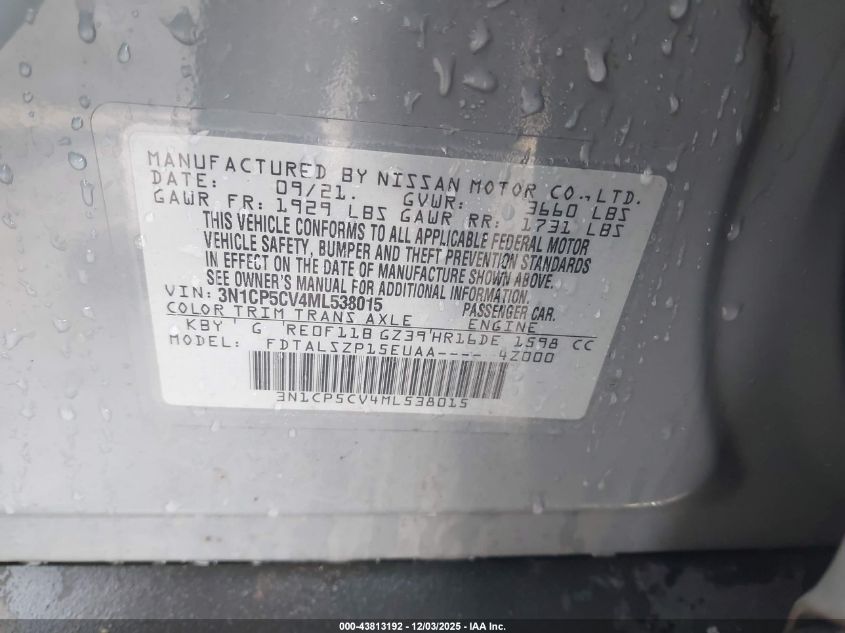 MANUFACTURED BY NISSAN MOTOR CO., LTD.
DATE: 09/21. GVWR: 3660 LBS
GAWR FR: 1929 LBS GAWR RR: 1731 LBS
THIS VEHICLE CONFORMS TO ALL APPLICABLE FEDERAL MOTOR
VEHICLE SAFETY, BUMPER AND THEFT PREVENTION STANDARDS
IN EFFECT ON THE DATE OF MANUFACTURE SHOWN ABOVE.
SEE OWNER'S MANUAL FOR ADDITIONAL INFORMATION.
VIN: 3N1CP5CV4ML538015 PASSENGER CAR.
COLOR TRIM TRANS AXLE ENGINE
KBY G RE0F11B GZ39 HR16DE 1598 CC
MODEL: FDTALSZP15EUAA---- 4Z000
3N1CP5CV4ML538015
000-43813192 - 12/03/2025 - IAA Inc.